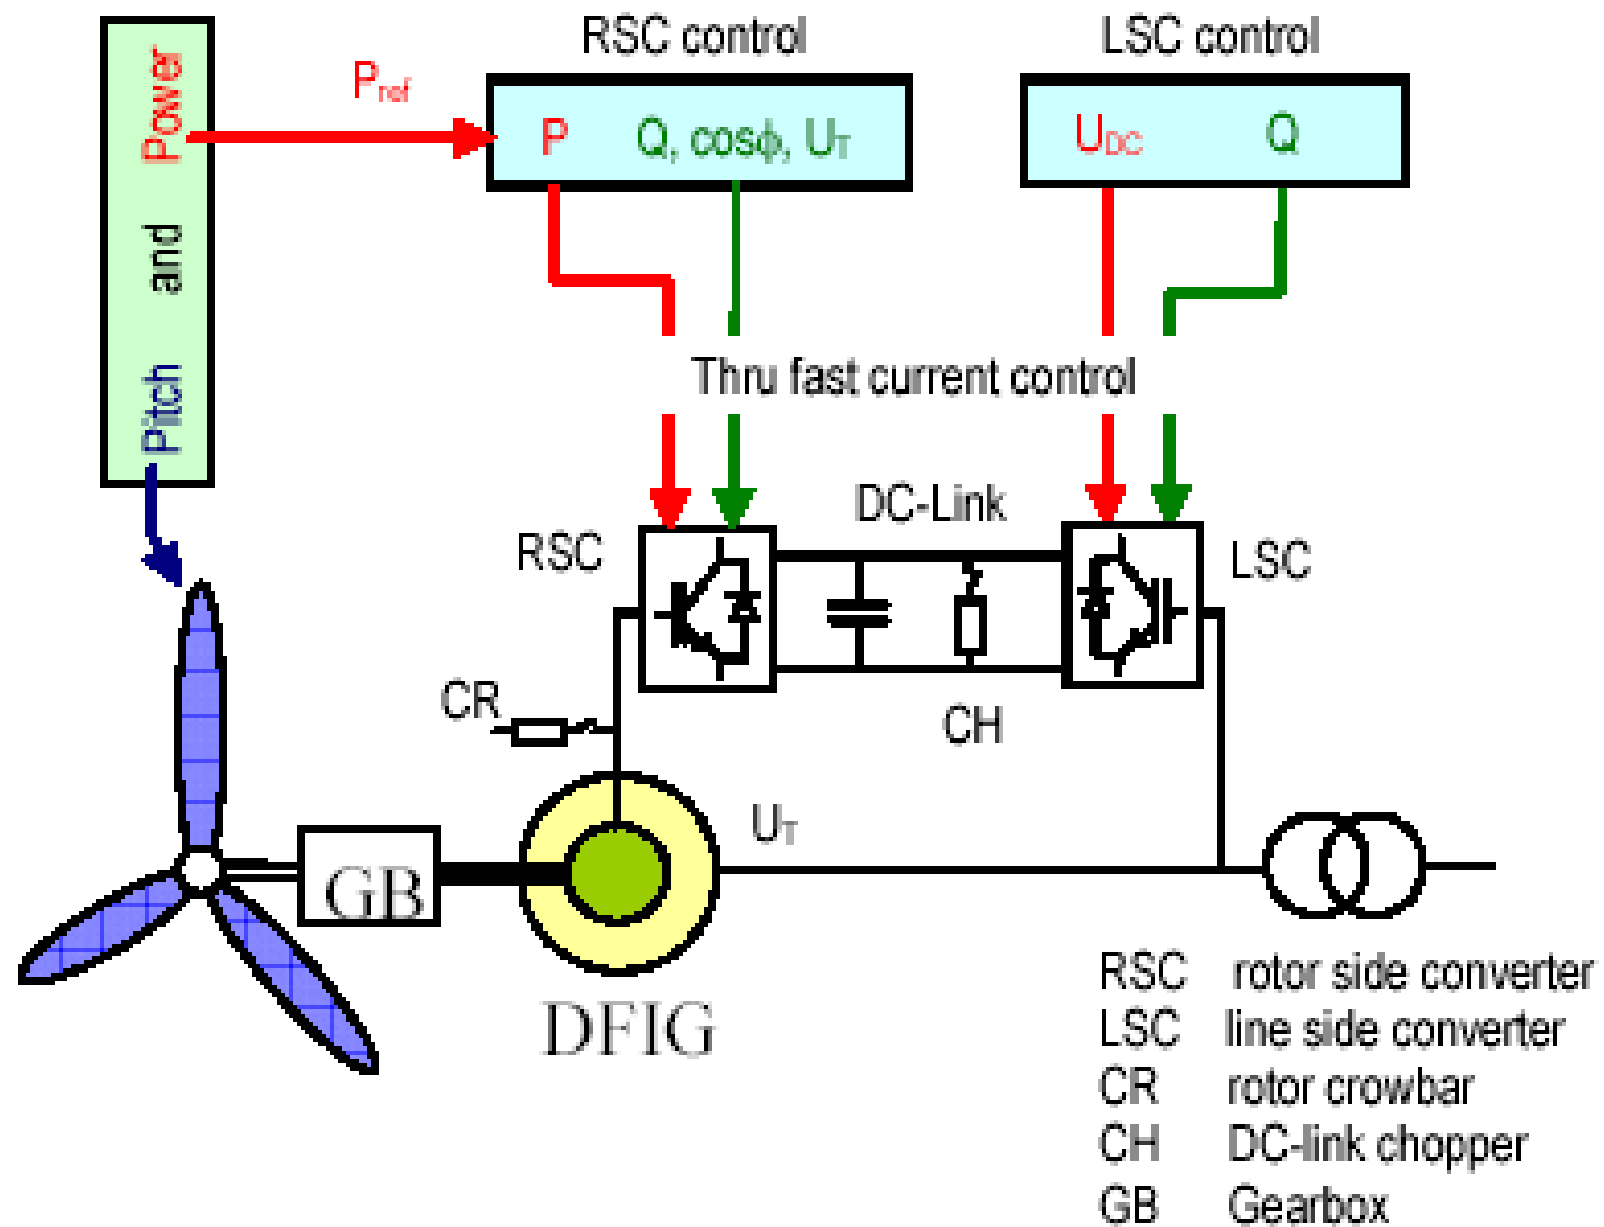 RSC control
LSC control
Pitch and Power
Pref
P Q, cosϕ, UT
UDC Q
Thru fast current control
DC-Link
RSC
LSC
CR
CH
UT
GB
DFIG
RSC rotor side converter
LSC line side converter
CR rotor crowbar
CH DC-link chopper
GB Gearbox